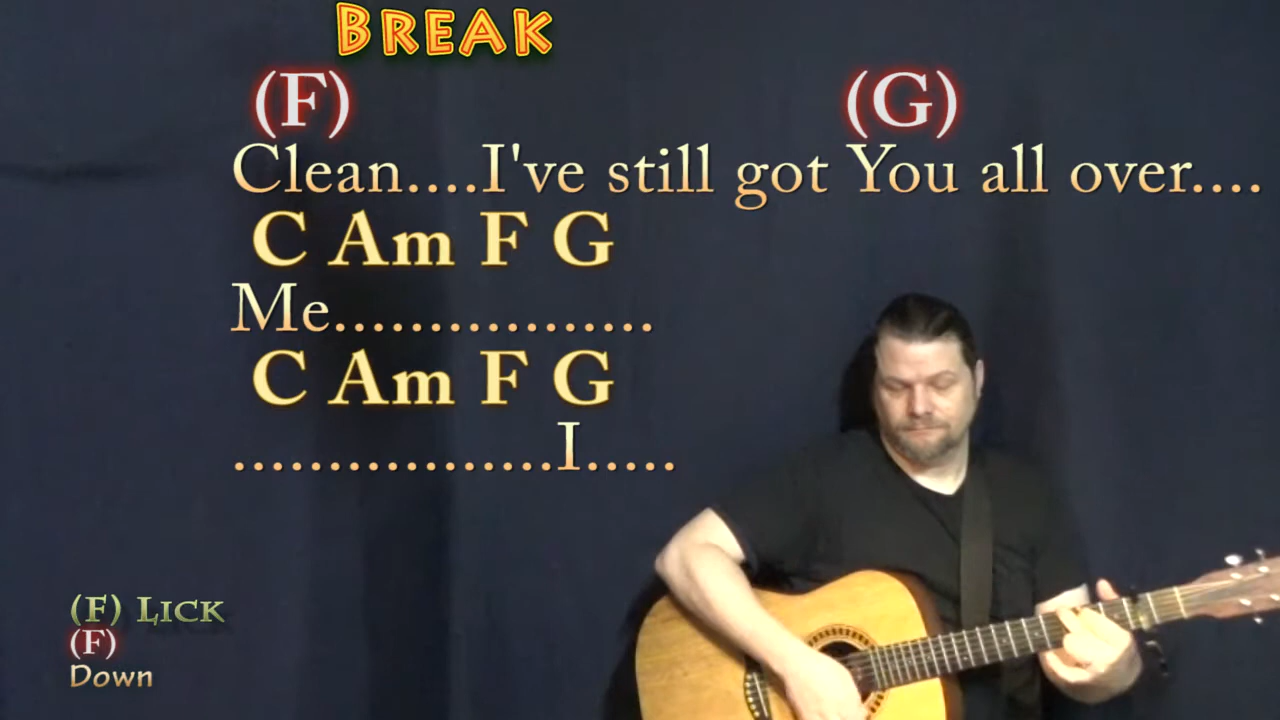 BREAK
(F) (G)
Clean....I've still got You all over....
C Am F G
Me.................
C Am F G
.................I.....
(F) LICK
(F)
Down